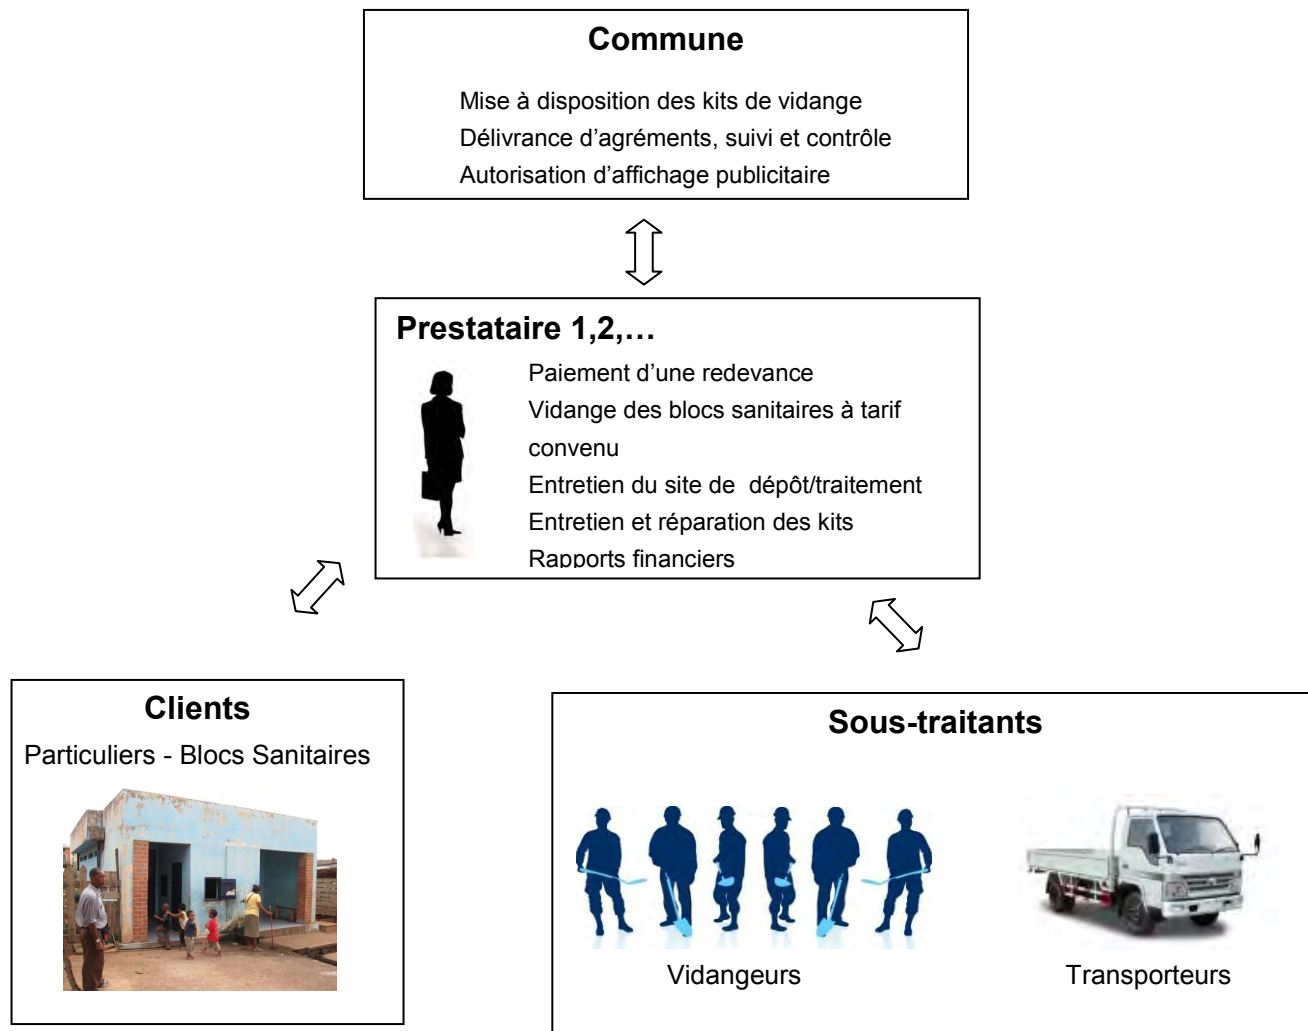 Commune
Mise à disposition des kits de vidange
Délivrance d’agréments, suivi et contrôle
Autorisation d’affichage publicitaire
Prestataire 1,2,…
Paiement d’une redevance
Vidange des blocs sanitaires à tarif
convenu
Entretien du site de dépôt/traitement
Entretien et réparation des kits
Rapports financiers
Clients
Particuliers - Blocs Sanitaires
Sous-traitants
Vidangeurs
Transporteurs